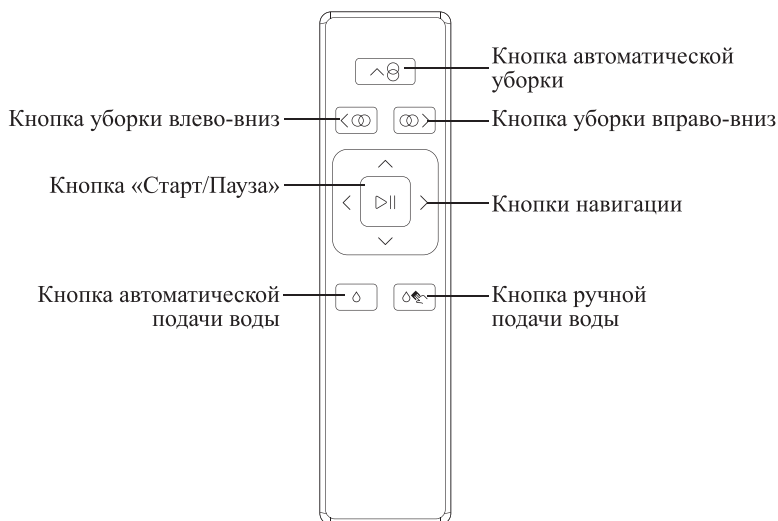 Кнопка автоматической
уборки
Кнопка уборки влево-вниз
Кнопка уборки вправо-вниз
Кнопка «Старт/Пауза»
Кнопки навигации
Кнопка автоматической
подачи воды
Кнопка ручной
подачи воды